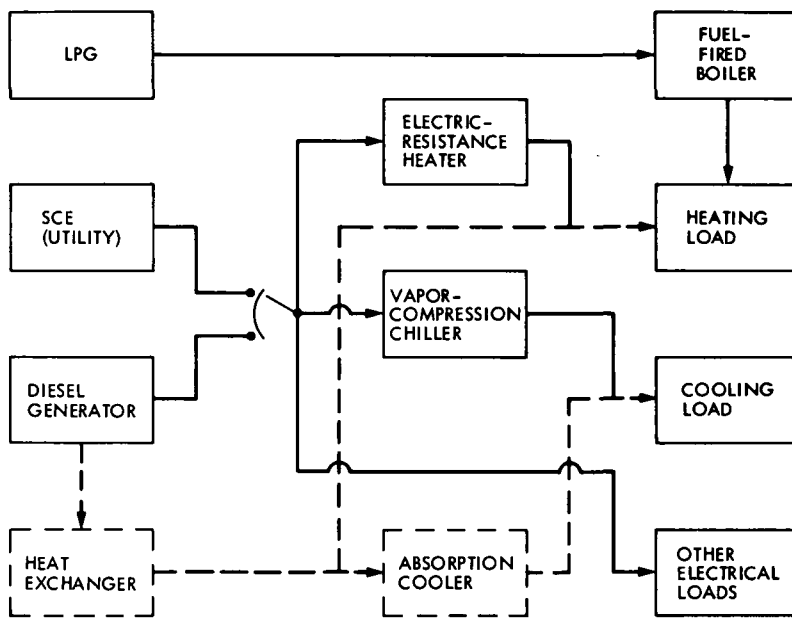 LPG
FUEL-
FIRED
BOILER
ELECTRIC-
RESISTANCE
HEATER
SCE
(UTILITY)
HEATING
LOAD
VAPOR-
COMPRESSION
CHILLER
DIESEL
GENERATOR
COOLING
LOAD
HEAT
EXCHANGER
ABSORPTION
COOLER
OTHER
ELECTRICAL
LOADS